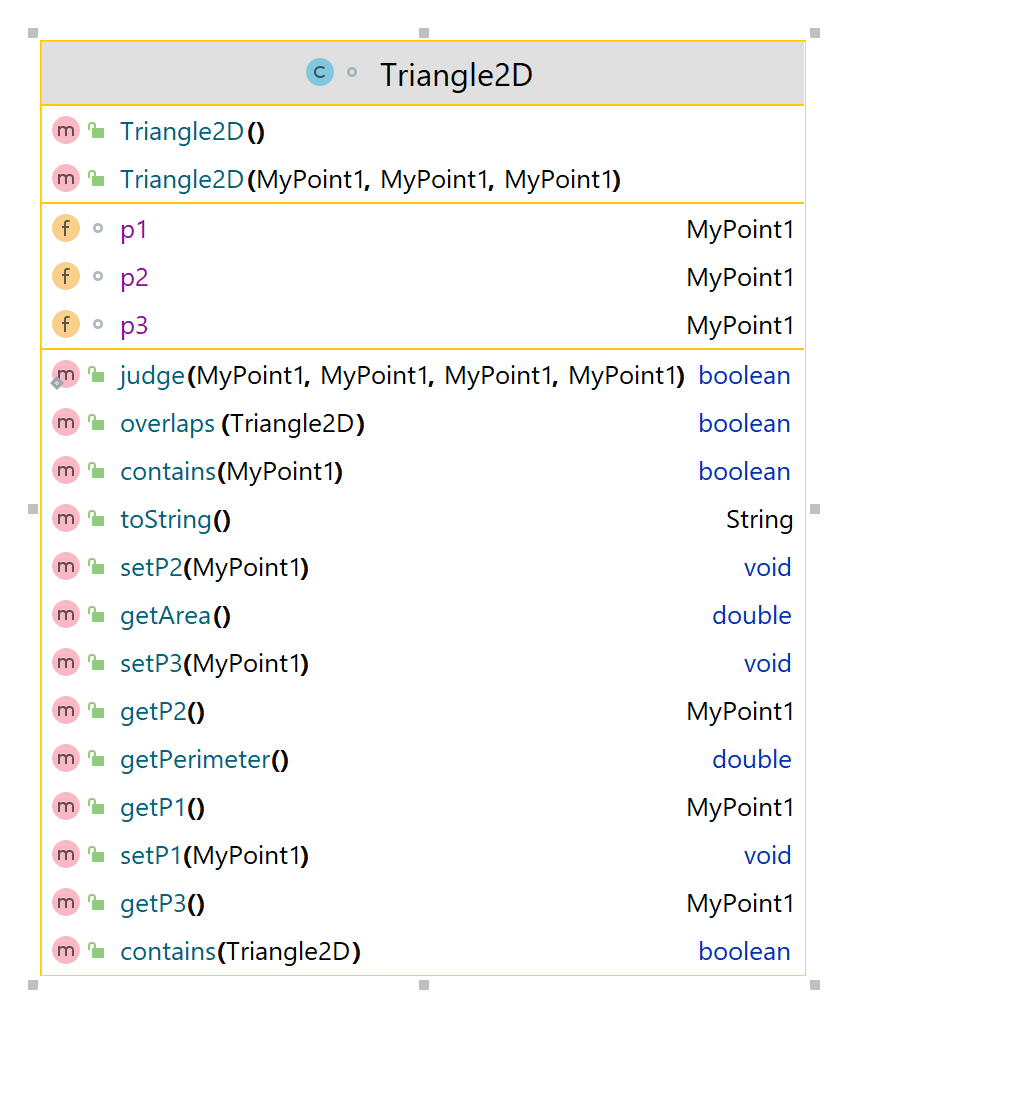 C Triangle2D
m Triangle2D()
m Triangle2D(MyPoint1, MyPoint1, MyPoint1)
f p1 MyPoint1
f p2 MyPoint1
f p3 MyPoint1
m judge(MyPoint1, MyPoint1, MyPoint1, MyPoint1) boolean
m overlaps (Triangle2D) boolean
m contains(MyPoint1) boolean
m toString() String
m setP2(MyPoint1) void
m getArea() double
m setP3(MyPoint1) void
m getP2() MyPoint1
m getPerimeter() double
m getP1() MyPoint1
m setP1(MyPoint1) void
m getP3() MyPoint1
m contains(Triangle2D) boolean